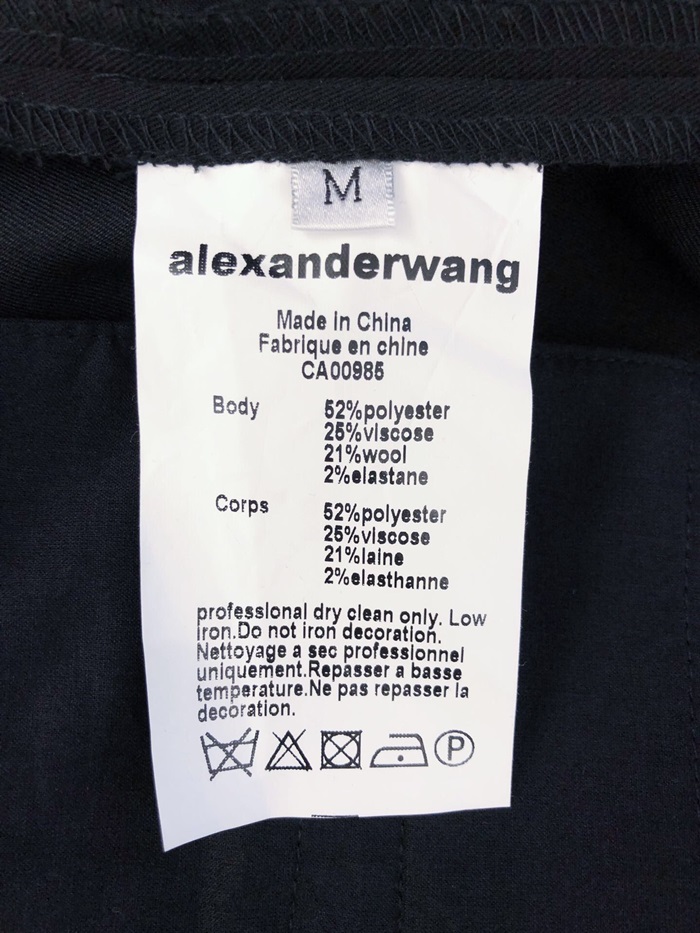 M
alexanderwang
Made In China
Fabrique en chine
CA00985
Body 52%polyester
25%viscose
21%wool
2%elastane
Corps 52%polyester
25%viscose
21%laine
2%elasthanne
professional dry clean only. Low
iron.Do not iron decoration.
Nettoyage a sec professionnel
uniquement.Repasser a basse
temperature.Ne pas repasser la
decoration.
P